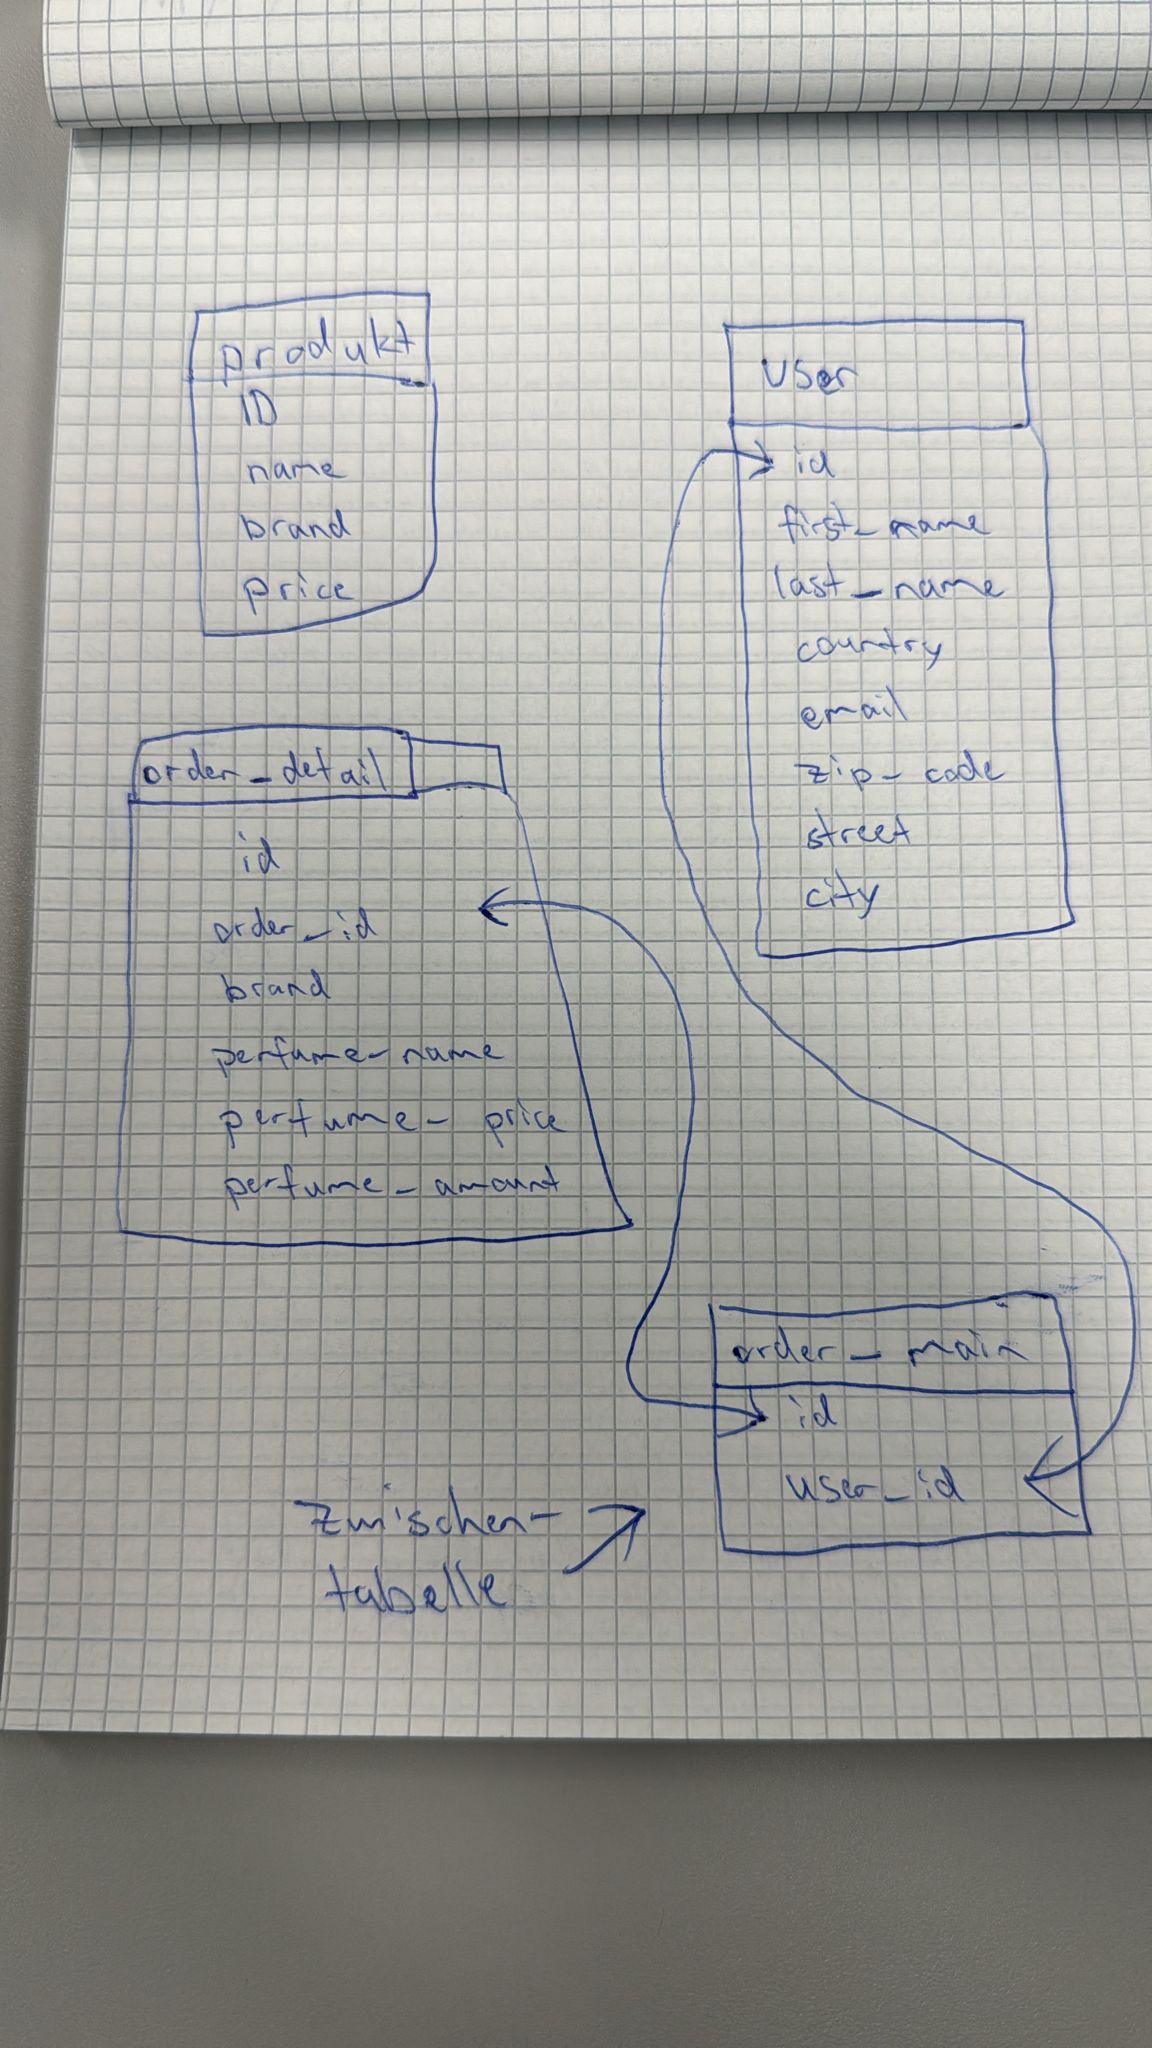 produkt
ID
name
brand
price
user
id
first_name
last_name
country
email
zip_code
street
city
order_detail
id
order_id
brand
perfume_name
perfume_price
perfume_amount
order_main
id
user_id
Zwischen-
tabelle